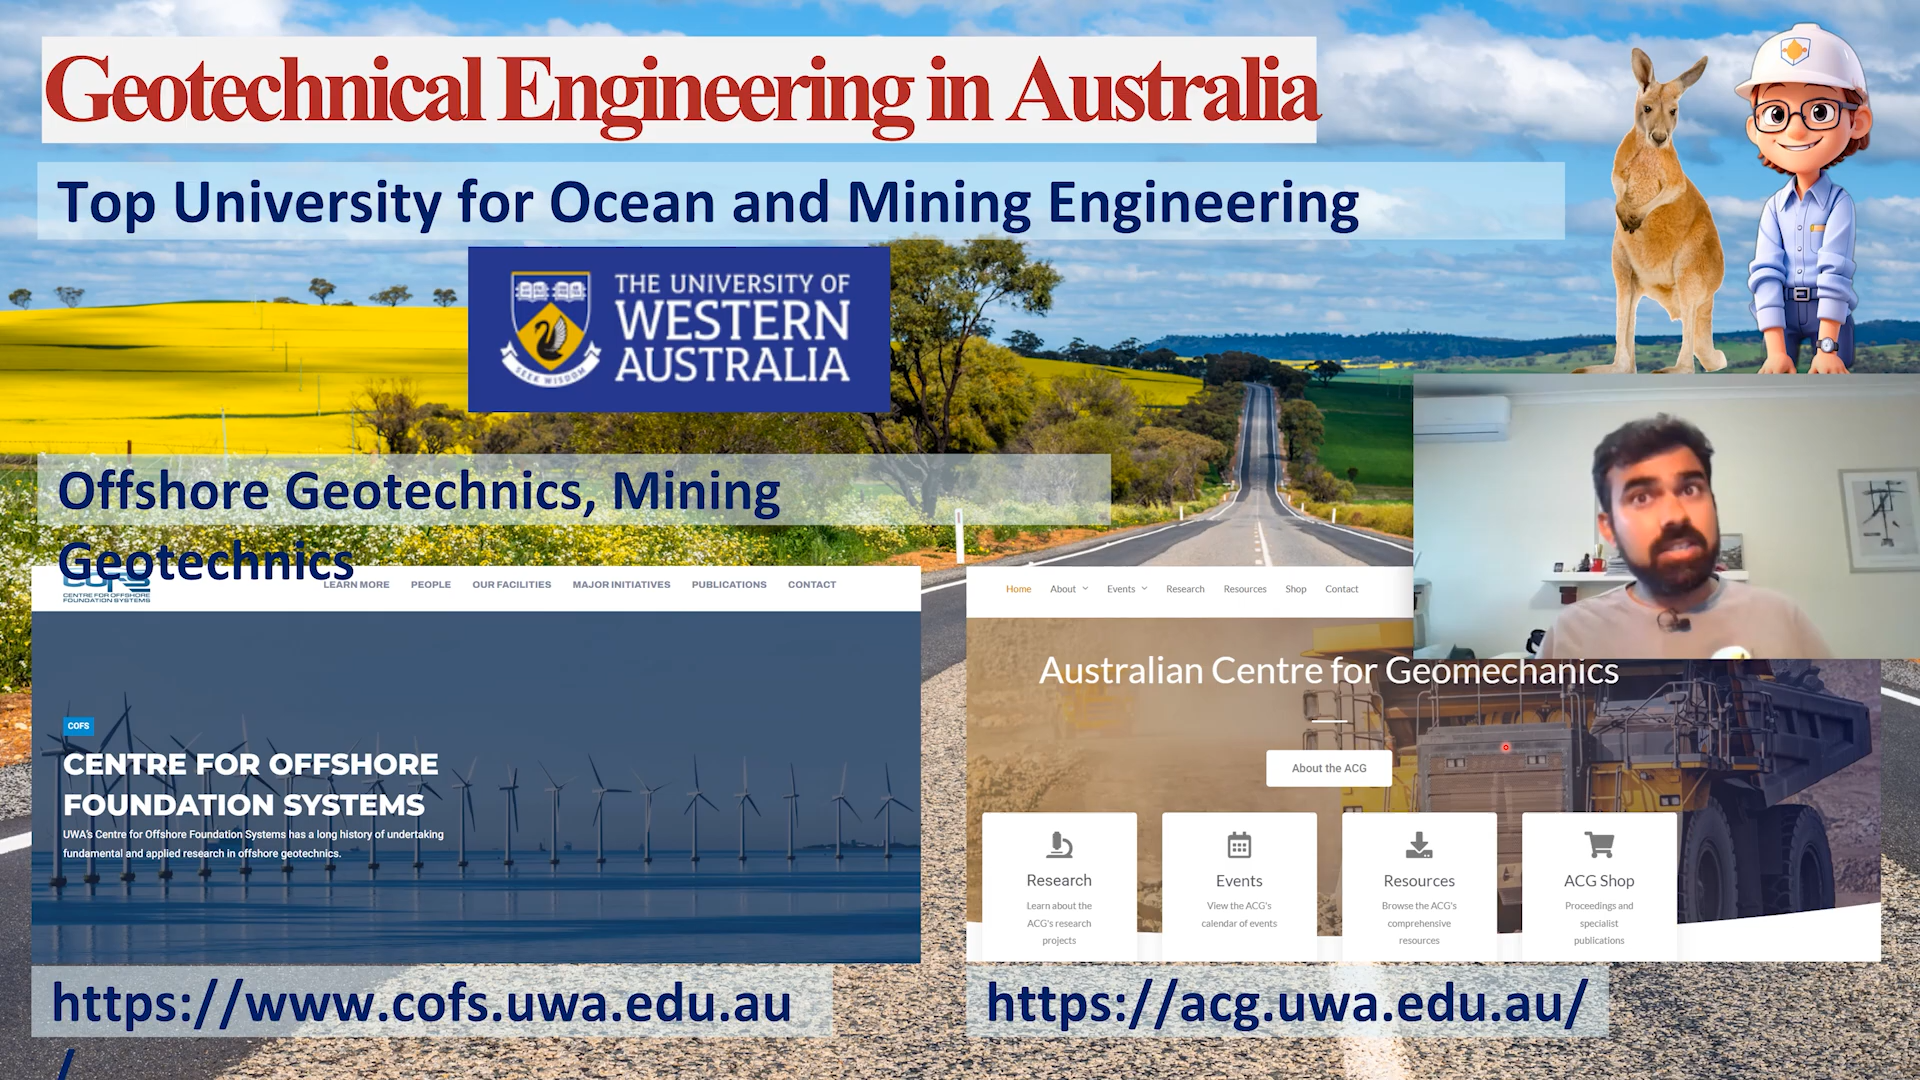 Geotechnical Engineering in Australia
Top University for Ocean and Mining Engineering
THE UNIVERSITY OF
WESTERN
AUSTRALIA
SEEK WISDOM
Offshore Geotechnics, Mining
Geotechnics
COFS
CENTRE FOR OFFSHORE
FOUNDATION SYSTEMS
LEARN MORE PEOPLE OUR FACILITIES MAJOR INITIATIVES PUBLICATIONS CONTACT
COFS
CENTRE FOR OFFSHORE
FOUNDATION SYSTEMS
UWA's Centre for Offshore Foundation Systems has a long history of undertaking
fundamental and applied research in offshore geotechnics.
https://www.cofs.uwa.edu.au
/
Home About Events Research Resources Shop Contact
Australian Centre for Geomechanics
About the ACG
Research
Learn about the
ACG's research
projects
Events
View the ACG's
calendar of events
Resources
Browse the ACG's
comprehensive
resources
ACG Shop
Proceedings and
specialist
publications
https://acg.uwa.edu.au/